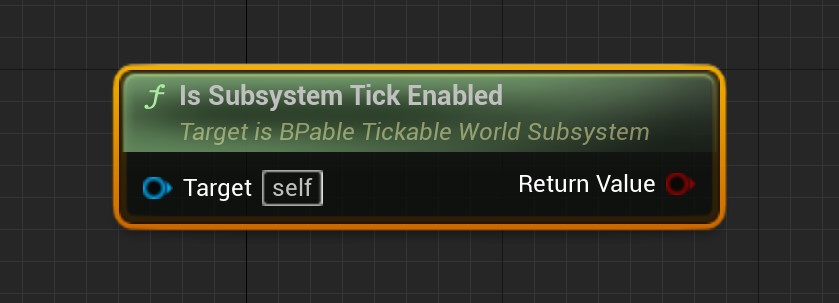 f Is Subsystem Tick Enabled
Target is BPable Tickable World Subsystem
Target self
Return Value